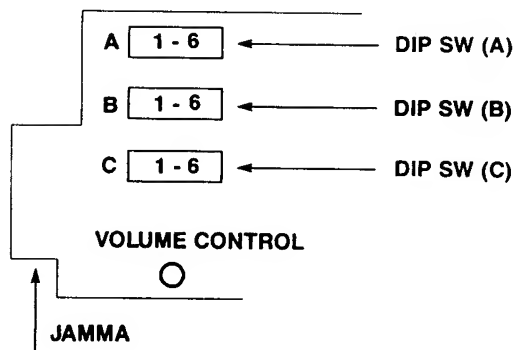 A 1 - 6 DIP SW (A)
B 1 - 6 DIP SW (B)
C 1 - 6 DIP SW (C)
VOLUME CONTROL
JAMMA